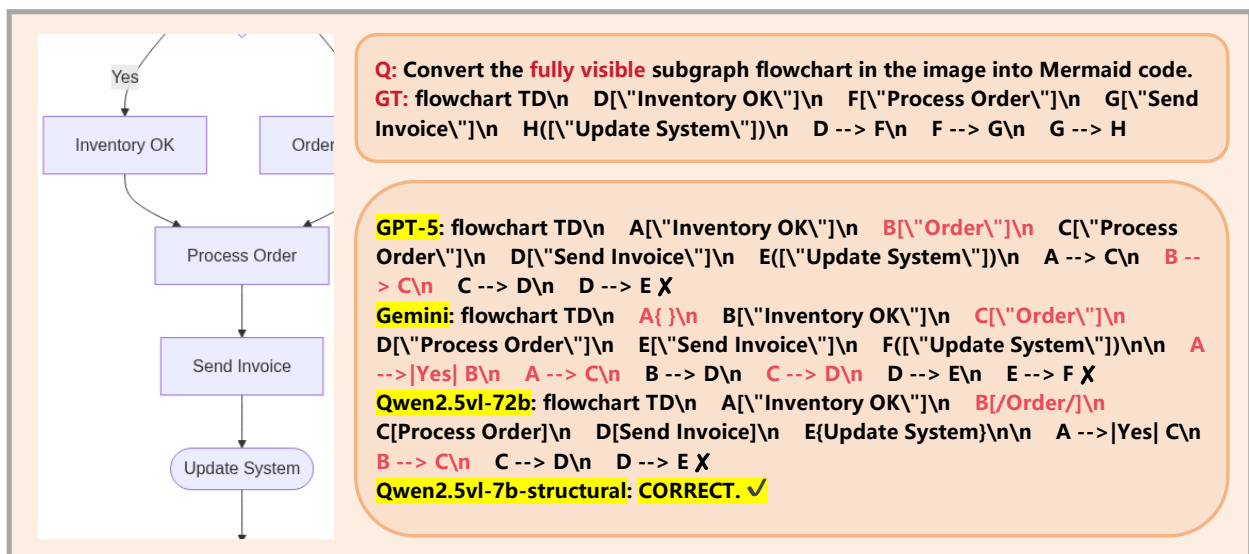 Yes
Inventory OK
Order
Process Order
Send Invoice
Update System
Q: Convert the fully visible subgraph flowchart in the image into Mermaid code.
GT: flowchart TD\n D[\"Inventory OK\"]\n F[\"Process Order\"]\n G[\"Send
Invoice\"]\n H([\"Update System\"])\n D --> F\n F --> G\n G --> H
GPT-5: flowchart TD\n A[\"Inventory OK\"]\n B[\"Order\"]\n C[\"Process
Order\"]\n D[\"Send Invoice\"]\n E([\"Update System\"])\n A --> C\n B --
> C\n C --> D\n D --> E ✗
Gemini: flowchart TD\n A{ }\n B[\"Inventory OK\"]\n C[\"Order\"]\n
D[\"Process Order\"]\n E[\"Send Invoice\"]\n F([\"Update System\"])\n\n A
-->|Yes| B\n A --> C\n B --> D\n C --> D\n D --> E\n E --> F ✗
Qwen2.5vl-72b: flowchart TD\n A[\"Inventory OK\"]\n B[/Order/]\n
C[Process Order]\n D[Send Invoice]\n E{Update System}\n\n A -->|Yes| C\n
B --> C\n C --> D\n D --> E ✗
Qwen2.5vl-7b-structural: CORRECT. ✓